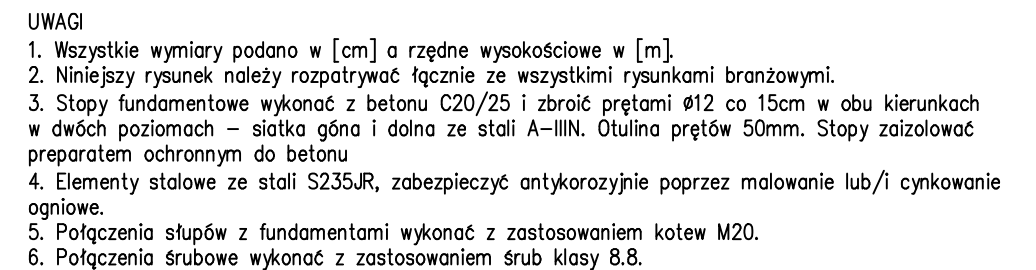 UWAGI
1. Wszystkie wymiary podano w [cm] a rzędne wysokościowe w [m].
2. Niniejszy rysunek należy rozpatrywać łącznie ze wszystkimi rysunkami branżowymi.
3. Stopy fundamentowe wykonać z betonu C20/25 i zbroić prętami ø12 co 15cm w obu kierunkach
w dwóch poziomach – siatka góna i dolna ze stali A–IIIN. Otulina prętów 50mm. Stopy zaizolować
preparatem ochronnym do betonu
4. Elementy stalowe ze stali S235JR, zabezpieczyć antykorozyjnie poprzez malowanie lub/i cynkowanie
ogniowe.
5. Połączenia słupów z fundamentami wykonać z zastosowaniem kotew M20.
6. Połączenia śrubowe wykonać z zastosowaniem śrub klasy 8.8.